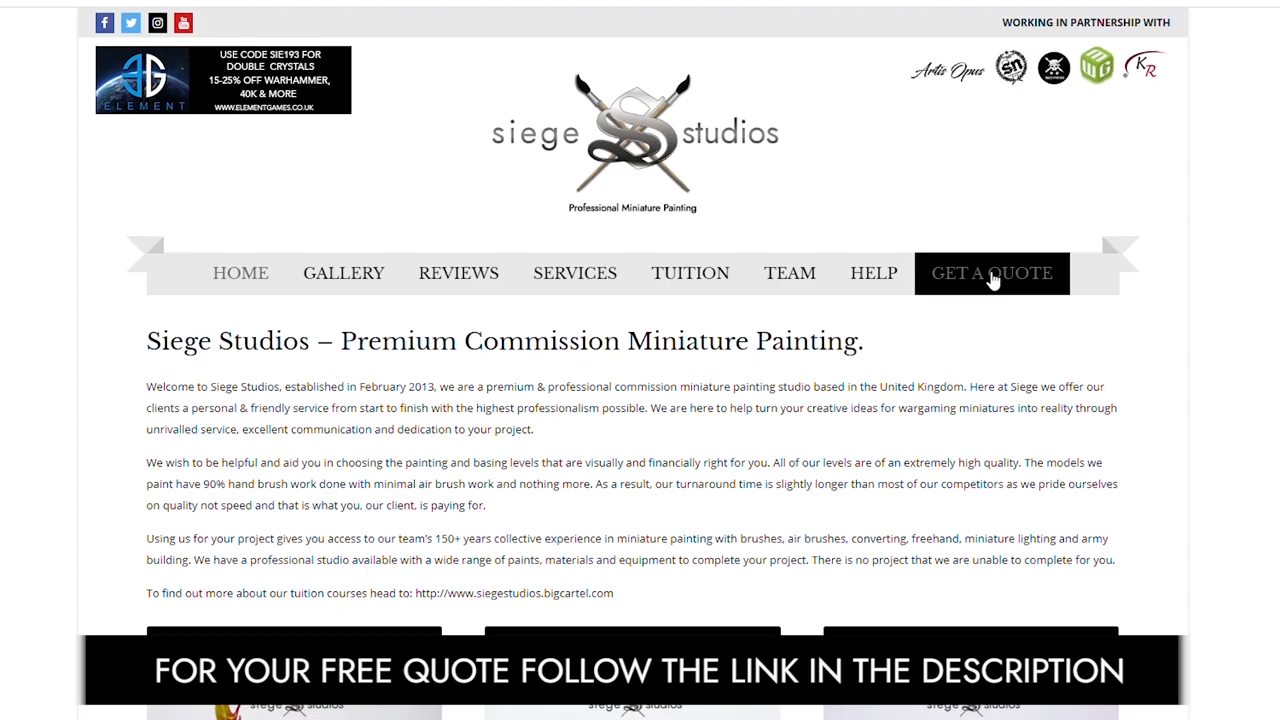 WORKING IN PARTNERSHIP WITH
USE CODE SIE193 FOR
DOUBLE CRYSTALS
15-25% OFF WARHAMMER,
40K & MORE
WWW.ELEMENTGAMES.CO.UK
ELEMENT
Artis Opus
KR
siege studios
Professional Miniature Painting
HOME GALLERY REVIEWS SERVICES TUITION TEAM HELP GET A QUOTE
Siege Studios – Premium Commission Miniature Painting.
Welcome to Siege Studios, established in February 2013, we are a premium & professional commission miniature painting studio based in the United Kingdom. Here at Siege we offer our
clients a personal & friendly service from start to finish with the highest professionalism possible. We are here to help turn your creative ideas for wargaming miniatures into reality through
unrivalled service, excellent communication and dedication to your project.
We wish to be helpful and aid you in choosing the painting and basing levels that are visually and financially right for you. All of our levels are of an extremely high quality. The models we
paint have 90% hand brush work done with minimal air brush work and nothing more. As a result, our turnaround time is slightly longer than most of our competitors as we pride ourselves
on quality not speed and that is what you, our client, is paying for.
Using us for your project gives you access to our team's 150+ years collective experience in miniature painting with brushes, air brushes, converting, freehand, miniature lighting and army
building. We have a professional studio available with a wide range of paints, materials and equipment to complete your project. There is no project that we are unable to complete for you.
To find out more about our tuition courses head to: http://www.siegestudios.bigcartel.com
FOR YOUR FREE QUOTE FOLLOW THE LINK IN THE DESCRIPTION
siege studios siege studios siege studios